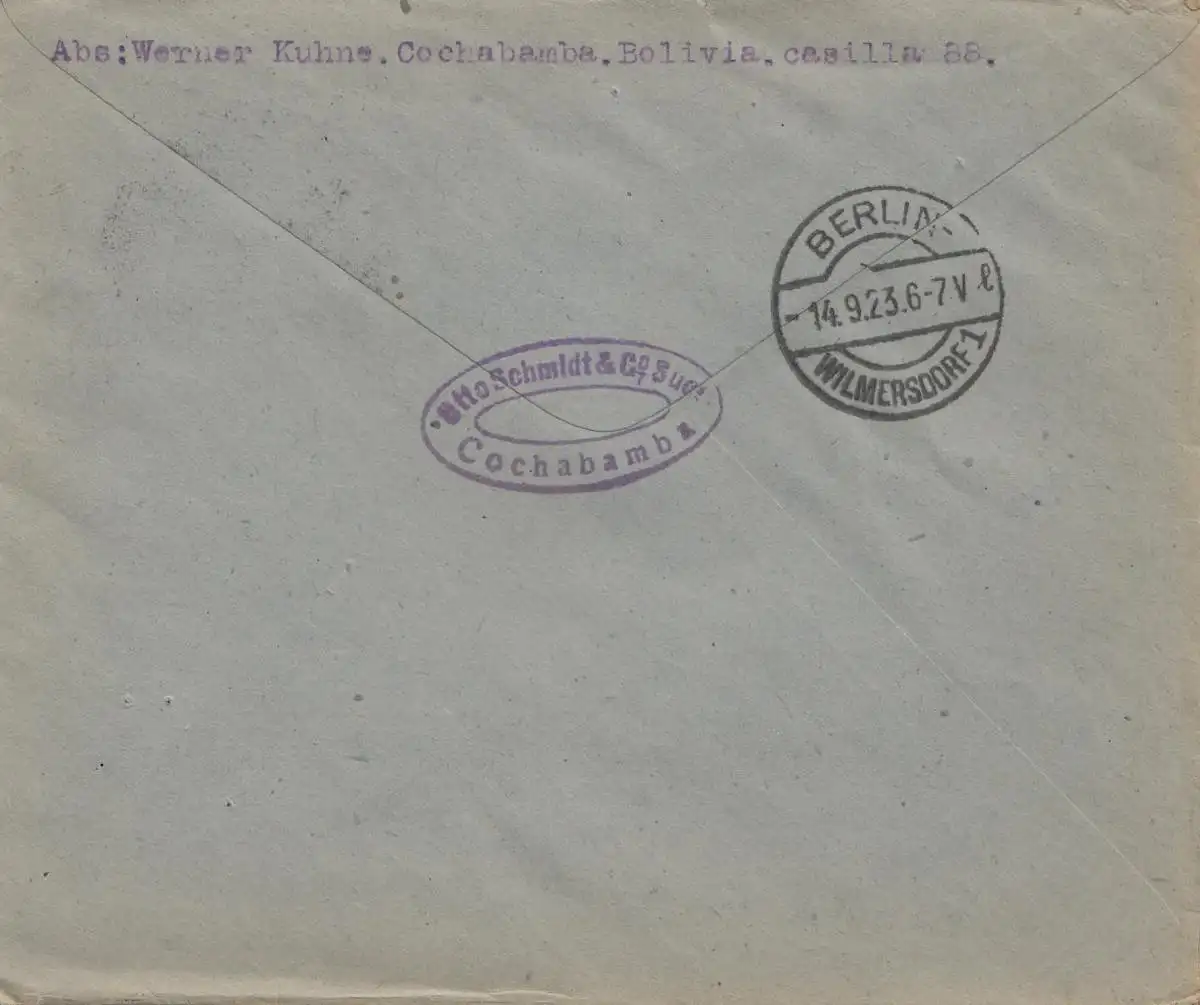 Abs:Werner Kuhne.Cochabamba.Bolivia.casilla 88.
BERLIN
-14.9.23.6-7V l
WILMERSDORF 1
Otto Schmidt & Co Suc.
Cochabamba